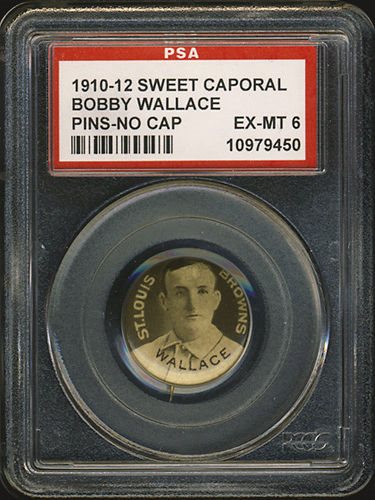 PSA
1910-12 SWEET CAPORAL
BOBBY WALLACE
PINS-NO CAP EX-MT 6
10979450
ST. LOUIS BROWNS
WALLACE